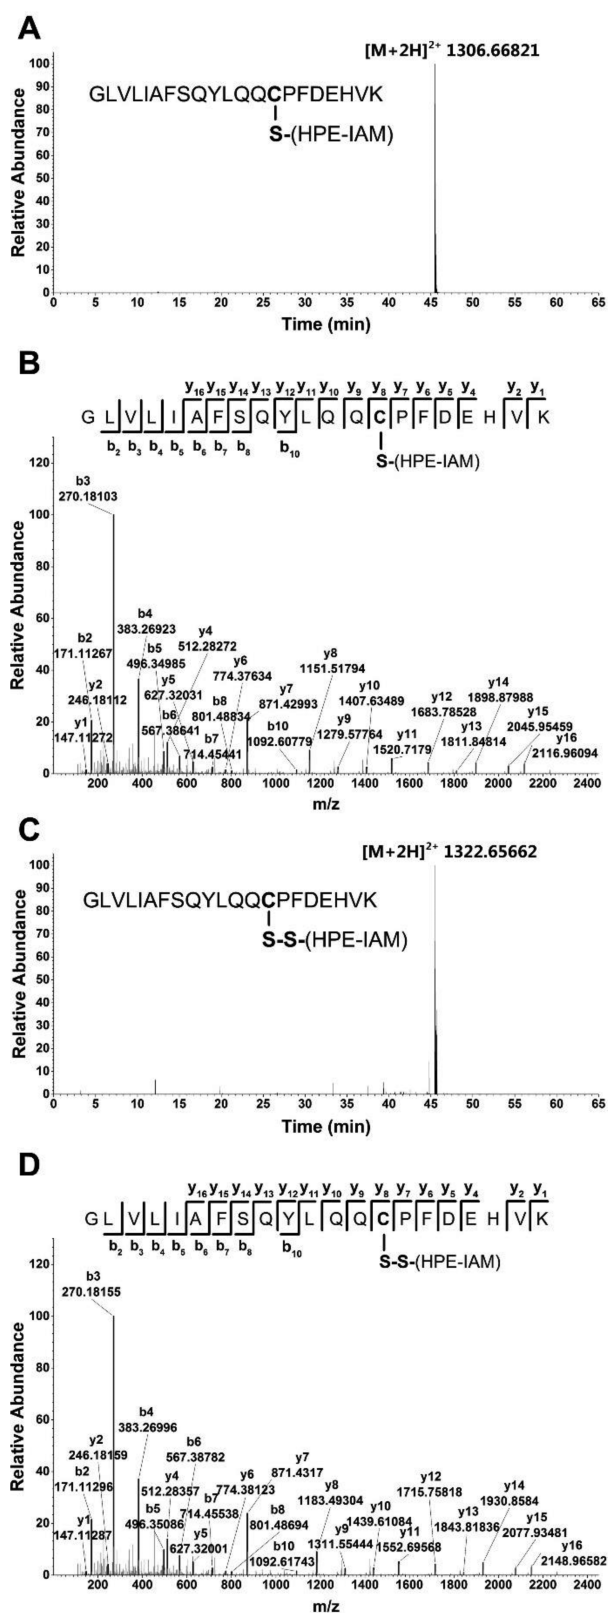 A
[M+2H]2+ 1306.66821
GLVLIAFSQYLQQCPFDEHVK
S-(HPE-IAM)
Relative Abundance
100
90
80
70
60
50
40
30
20
10
0
0 5 10 15 20 25 30 35 40 45 50 55 60 65
Time (min)
B
y16 y15 y14 y13 y12 y11 y10 y9 y8 y7 y6 y5 y4 y2 y1
G L V L I A F S Q Y L Q Q C P F D E H V K
b2 b3 b4 b5 b6 b7 b8 b10
S-(HPE-IAM)
Relative Abundance
120
100
80
60
40
20
0
b3
270.18103
b4
383.26923
b2
171.11267
b5
496.34985
y4
512.28272
y2
246.18112
y5
627.32031
y6
774.37634
y1
147.11272
b6
567.38641
b8
801.48834
b7
714.45441
y7
871.42993
b10
1092.60779
y8
1151.51794
y9
1279.57764
y10
1407.63489
y11
1520.7179
y12
1683.78528
y13
1811.84814
y14
1898.87988
y15
2045.95459
y16
2116.96094
200 400 600 800 1000 1200 1400 1600 1800 2000 2200 2400
m/z
C
[M+2H]2+ 1322.65662
GLVLIAFSQYLQQCPFDEHVK
S-S-(HPE-IAM)
Relative Abundance
100
90
80
70
60
50
40
30
20
10
0
0 5 10 15 20 25 30 35 40 45 50 55 60 65
Time (min)
D
y16 y15 y14 y13 y12 y11 y10 y9 y8 y7 y6 y5 y4 y2 y1
G L V L I A F S Q Y L Q Q C P F D E H V K
b2 b3 b4 b5 b6 b7 b8 b10
S-S-(HPE-IAM)
Relative Abundance
120
100
80
60
40
20
0
b3
270.18155
b4
383.26996
y2
246.18159
b6
567.38782
b2
171.11296
y4
512.28357
b7
714.45538
y6
774.38123
y7
871.4317
y1
147.11287
b5
496.35086
y5
627.32001
b8
801.48694
b10
1092.61743
y8
1183.49304
y9
1311.55444
y10
1439.61084
y11
1552.69568
y12
1715.75818
y13
1843.81836
y14
1930.8584
y15
2077.93481
y16
2148.96582
200 400 600 800 1000 1200 1400 1600 1800 2000 2200 2400
m/z